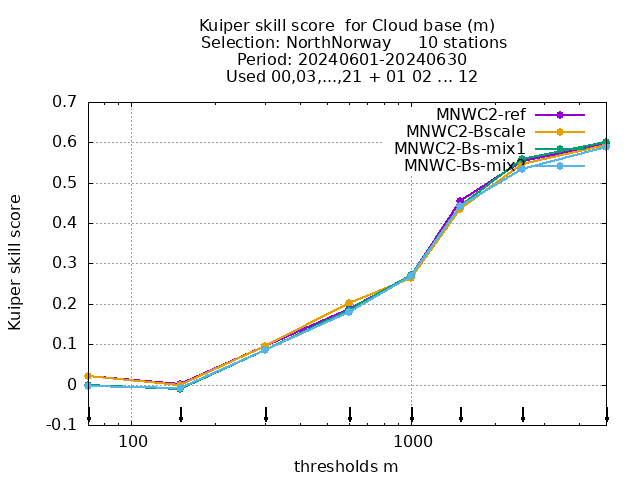 Kuiper skill score  for Cloud base (m)
Selection: NorthNorway     10 stations
Period: 20240601-20240630
Used 00,03,...,21 + 01 02 ... 12
0.7
0.6
0.5
0.4
0.3
0.2
0.1
0
-0.1
Kuiper skill score
MNWC2-ref
MNWC2-Bscale
MNWC2-Bs-mix1
MNWC-Bs-mix
100
1000
thresholds m